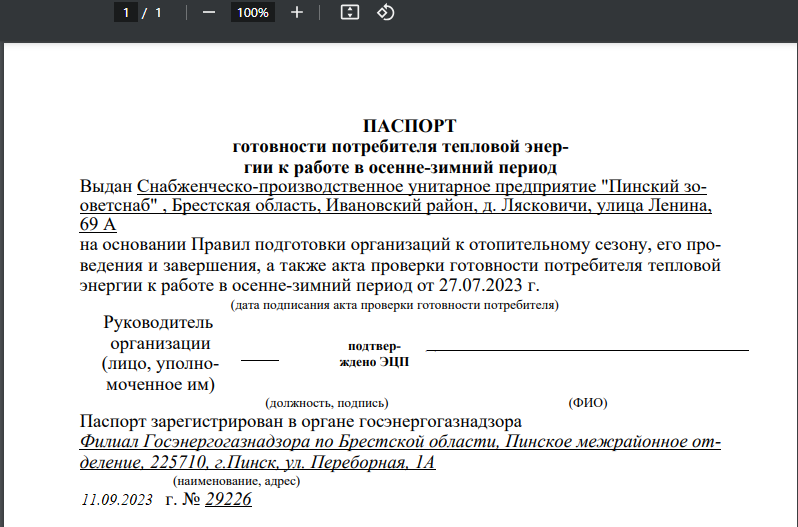 1 / 1 — 100% +
ПАСПОРТ
готовности потребителя тепловой энер-
гии к работе в осенне-зимний период
Выдан Снабженческо-производственное унитарное предприятие "Пинский зо-
оветснаб" , Брестская область, Ивановский район, д. Лясковичи, улица Ленина,
69 А
на основании Правил подготовки организаций к отопительному сезону, его про-
ведения и завершения, а также акта проверки готовности потребителя тепловой
энергии к работе в осенне-зимний период от 27.07.2023 г.
(дата подписания акта проверки готовности потребителя)
Руководитель
организации
(лицо, уполно-
моченное им)
подтвер-
ждено ЭЦП
(должность, подпись) (ФИО)
Паспорт зарегистрирован в органе госэнергогазнадзора
Филиал Госэнергогазнадзора по Брестской области, Пинское межрайонное от-
деление, 225710, г.Пинск, ул. Переборная, 1А
(наименование, адрес)
11.09.2023 г. № 29226